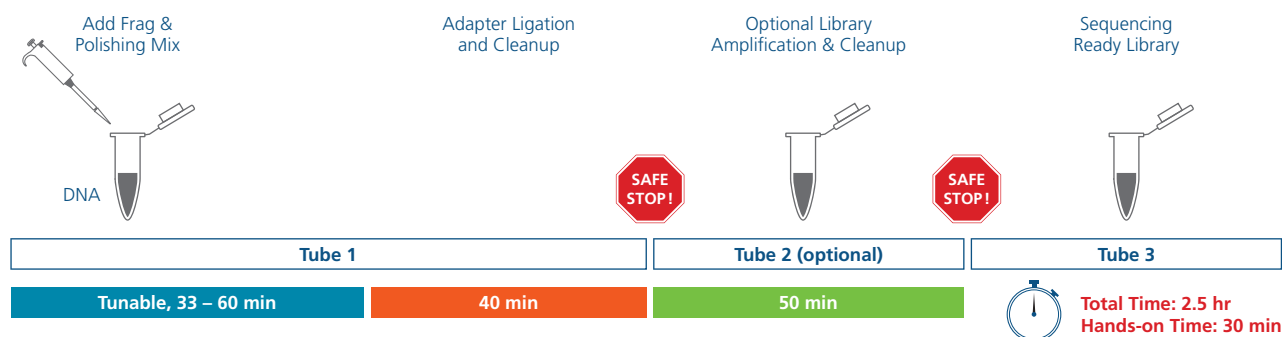 Add Frag &
Polishing Mix
Adapter Ligation
and Cleanup
Optional Library
Amplification & Cleanup
Sequencing
Ready Library
DNA
SAFE
STOP!
SAFE
STOP!
Tube 1
Tube 2 (optional)
Tube 3
Tunable, 33 – 60 min
40 min
50 min
Total Time: 2.5 hr
Hands-on Time: 30 min